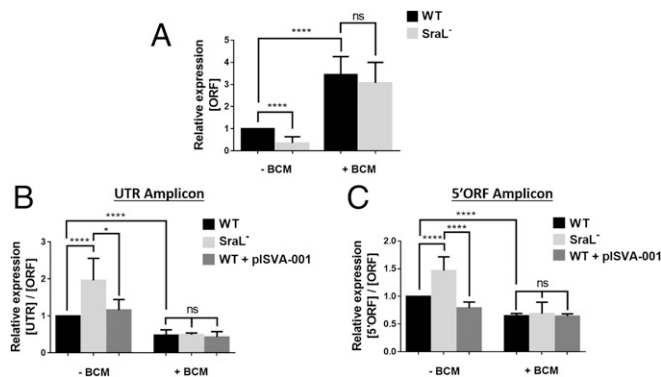 A
Relative expression
[ORF]
5
4
3
2
1
0
****
ns
****
- BCM
+ BCM
WT
SraL-
B
UTR Amplicon
Relative expression
[UTR] / [ORF]
3
2
1
0
****
****
*
ns
- BCM
+ BCM
WT
SraL-
WT + pISVA-001
C
5'ORF Amplicon
Relative expression
[5'ORF] / [ORF]
2.0
1.5
1.0
0.5
0.0
****
****
****
ns
- BCM
+ BCM
WT
SraL-
WT + pISVA-001